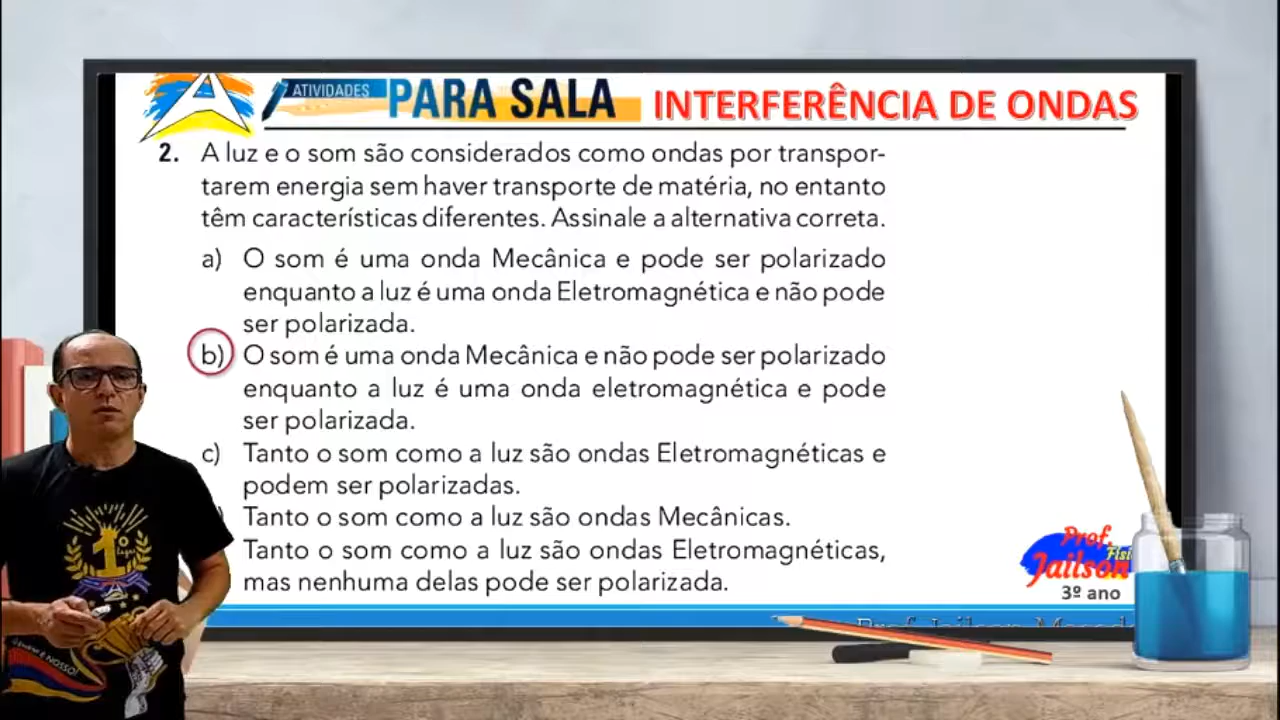 ATIVIDADES PARA SALA INTERFERÊNCIA DE ONDAS
2. A luz e o som são considerados como ondas por transpor-
tarem energia sem haver transporte de matéria, no entanto
têm características diferentes. Assinale a alternativa correta.
a) O som é uma onda Mecânica e pode ser polarizado
enquanto a luz é uma onda Eletromagnética e não pode
ser polarizada.
b) O som é uma onda Mecânica e não pode ser polarizado
enquanto a luz é uma onda eletromagnética e pode
ser polarizada.
c) Tanto o som como a luz são ondas Eletromagnéticas e
podem ser polarizadas.
) Tanto o som como a luz são ondas Mecânicas.
Tanto o som como a luz são ondas Eletromagnéticas,
mas nenhuma delas pode ser polarizada.
Prof.
Jailson
3º ano
1º
lugar
É NOSSO!